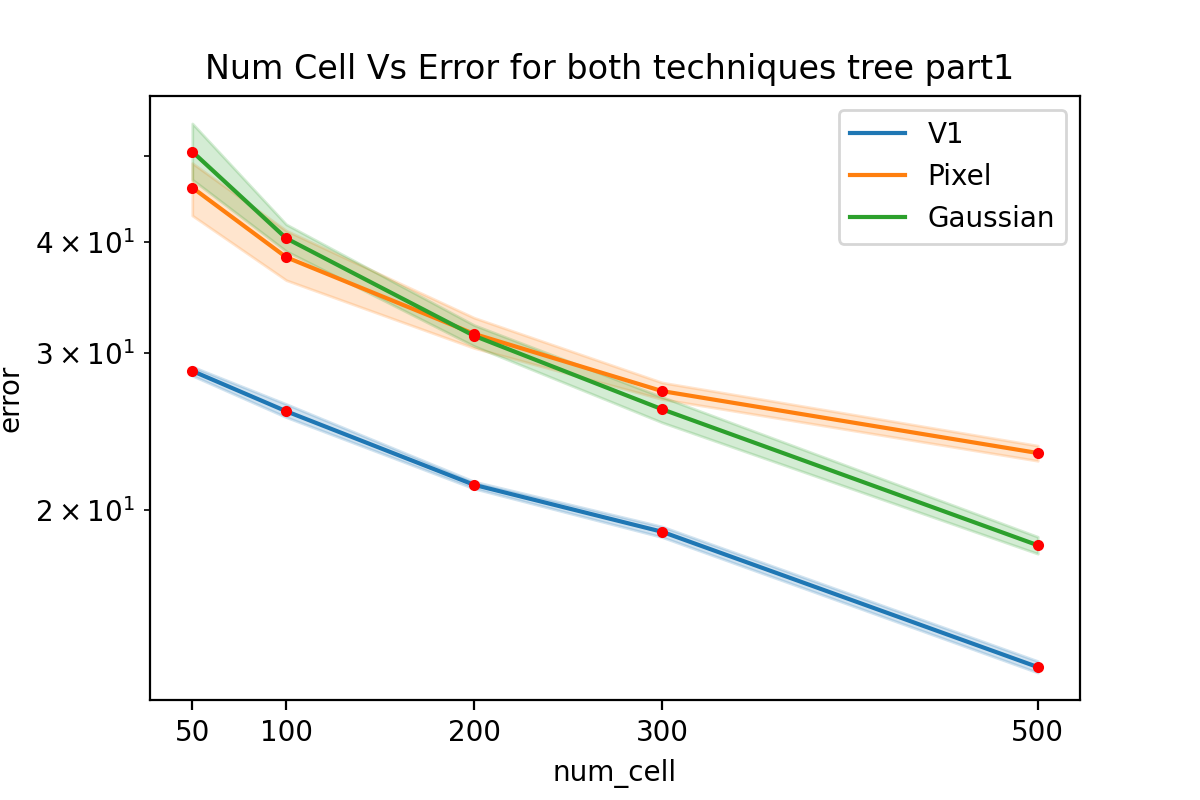 Num Cell Vs Error for both techniques tree part1
V1
Pixel
Gaussian
4 × 10¹
3 × 10¹
2 × 10¹
error
50 100 200 300 500
num_cell